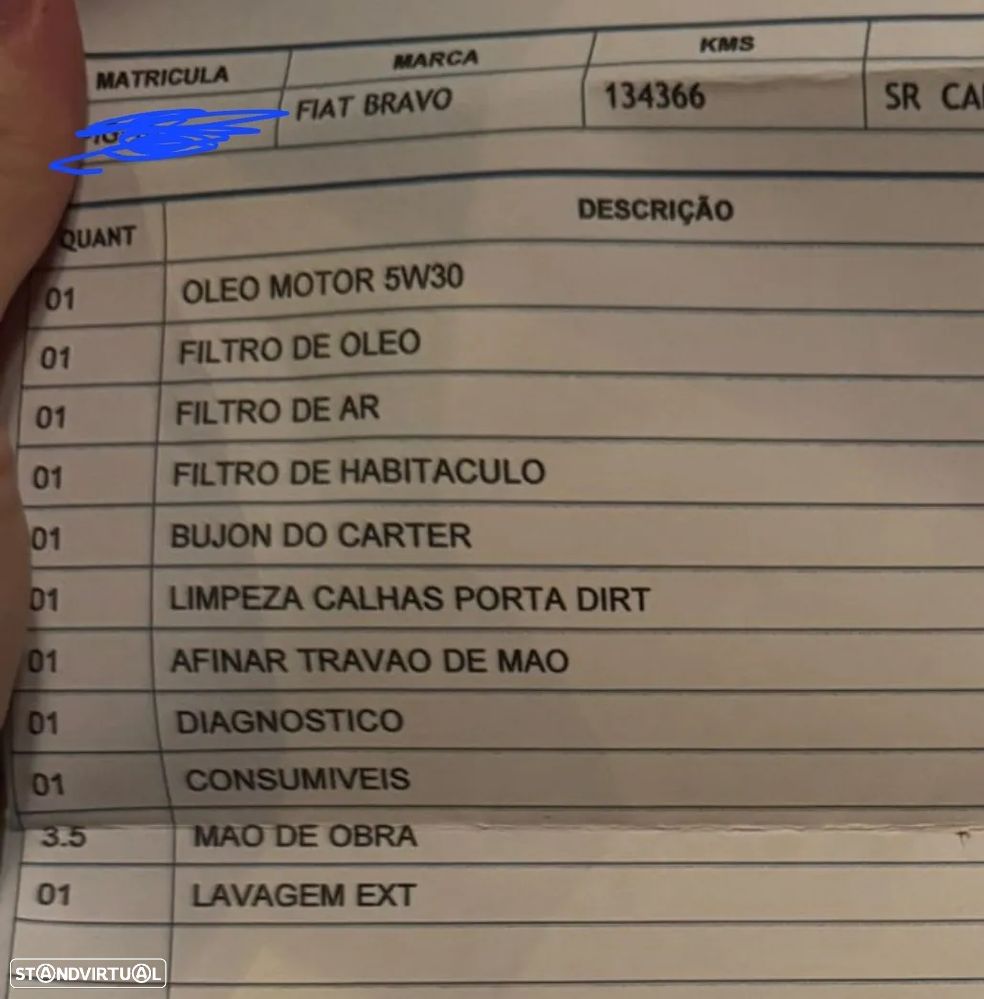 MATRICULA MARCA KMS
FIAT BRAVO 134366 SR
QUANT DESCRIÇÃO
01 OLEO MOTOR 5W30
01 FILTRO DE OLEO
01 FILTRO DE AR
01 FILTRO DE HABITACULO
01 BUJON DO CARTER
01 LIMPEZA CALHAS PORTA DIRT
01 AFINAR TRAVAO DE MAO
01 DIAGNOSTICO
01 CONSUMIVEIS
3.5 MAO DE OBRA
01 LAVAGEM EXT
STANDVIRTUAL